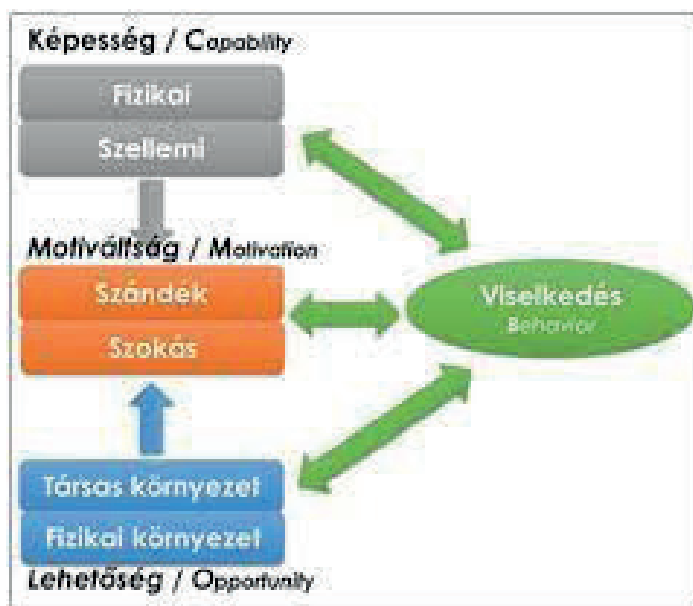 Képesség / Capability
Fizikai
Szellemi
Motiváltság / Motivation
Szándék
Szokás
Viselkedés
Behavior
Társas környezet
Fizikai környezet
Lehetőség / Opportunity